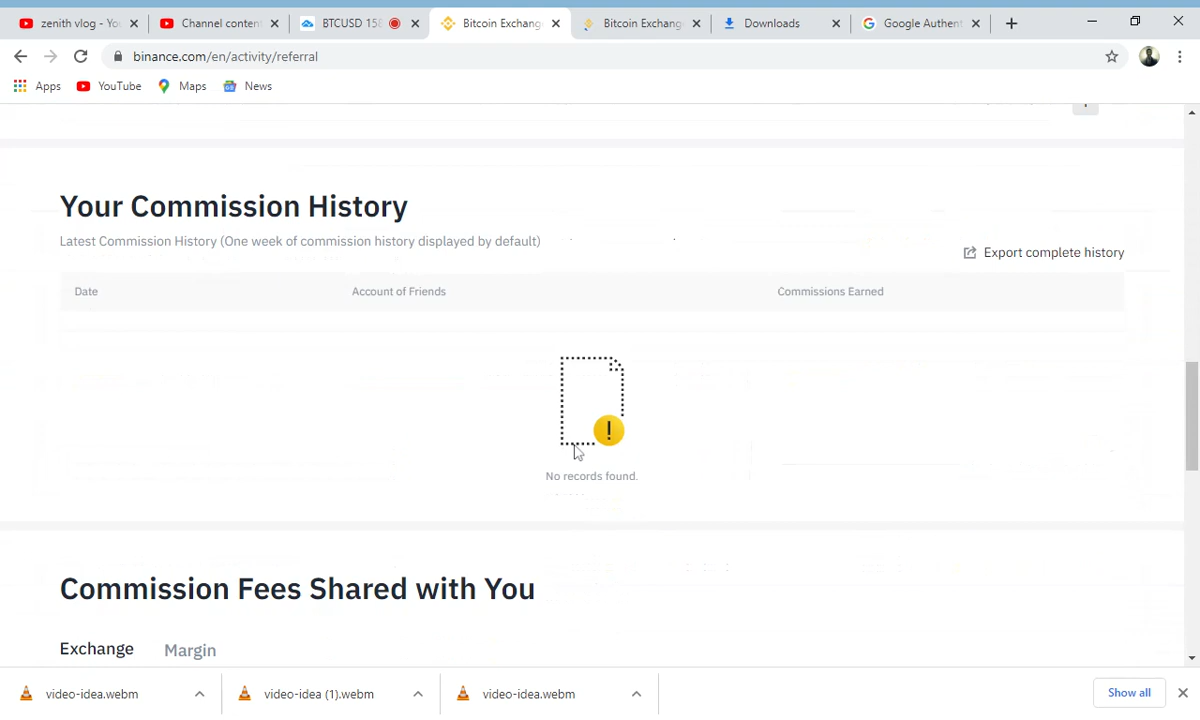 zenith vlog - You
Channel content
BTCUSD 158
Bitcoin Exchang
Bitcoin Exchang
Downloads
Google Authent
binance.com/en/activity/referral
Apps
YouTube
Maps
News
Your Commission History
Latest Commission History (One week of commission history displayed by default)
Export complete history
Date
Account of Friends
Commissions Earned
No records found.
Commission Fees Shared with You
Exchange
Margin
video-idea.webm
video-idea (1).webm
video-idea.webm
Show all